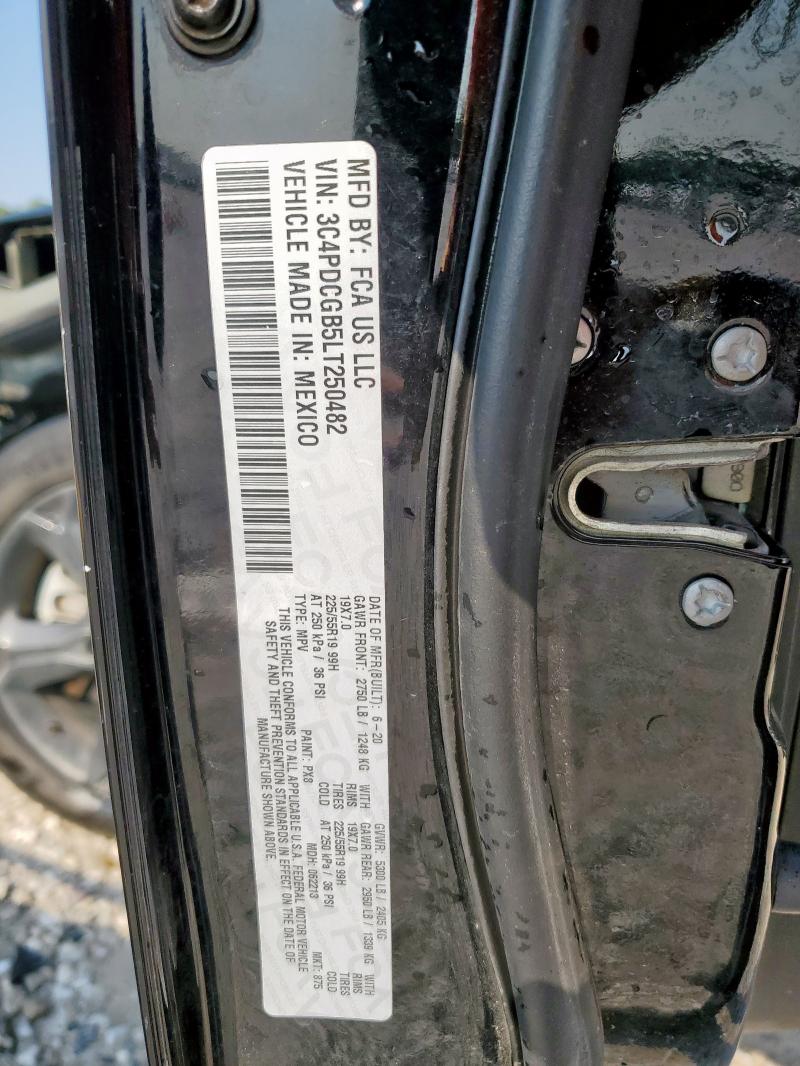 MFD BY: FCA US LLC
VIN: 3C4PDCGB5LT250482
VEHICLE MADE IN: MEXICO
DATE OF MFR(BUILT): 6-20 GVWR: 5300 LB / 2405 KG
GAWR FRONT: 2750 LB / 1248 KG WITH GAWR REAR: 2950 LB / 1339 KG WITH
19X7.0 RIMS 19X7.0 RIMS
225/55R19 99H TIRES 225/55R19 99H TIRES
AT 250 kPa / 36 PSI COLD AT 250 kPa / 36 PSI COLD
TYPE: MPV PAINT: PX8 MDH: 062213 MKT: 875
THIS VEHICLE CONFORMS TO ALL APPLICABLE U.S.A. FEDERAL MOTOR VEHICLE
SAFETY AND THEFT PREVENTION STANDARDS IN EFFECT ON THE DATE OF
MANUFACTURE SHOWN ABOVE.